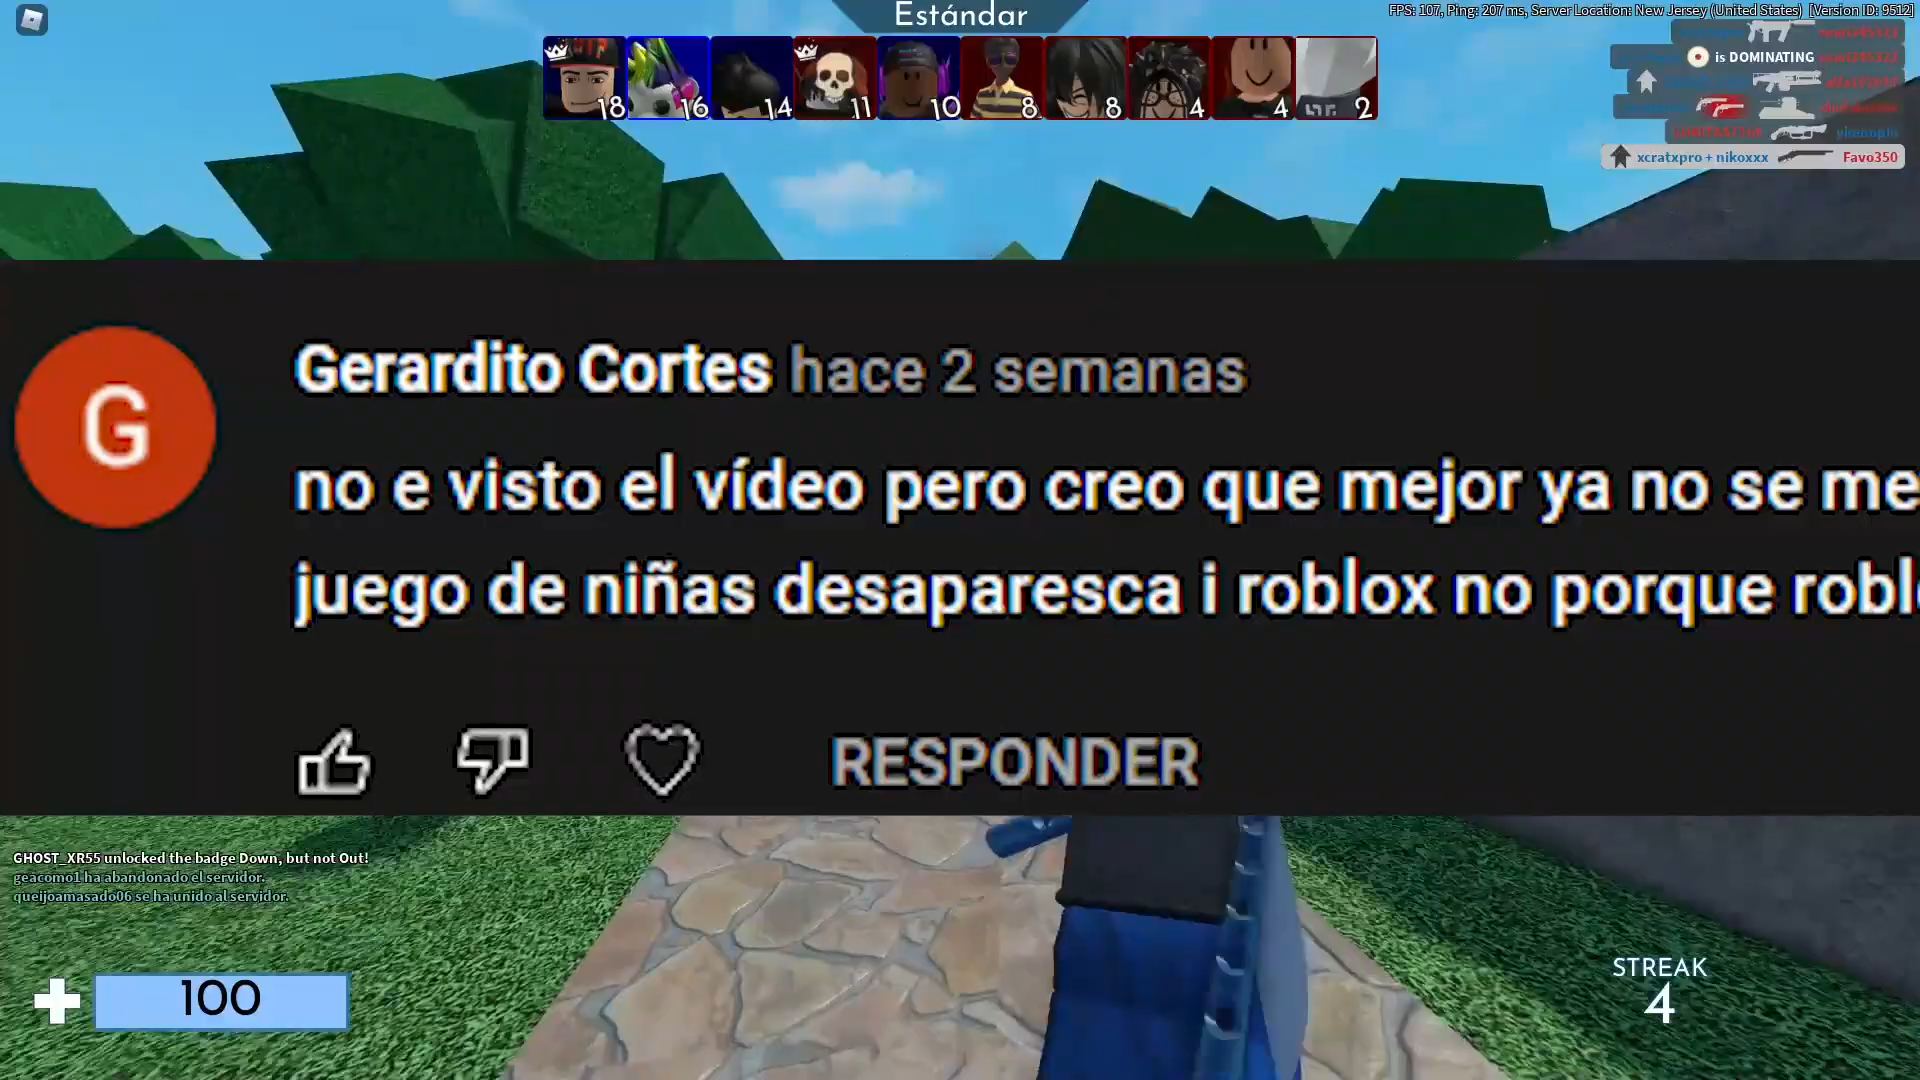 Estándar
FPS: 107, Ping: 207 ms, Server Location: New Jersey (United States) [Version ID: 9512]
18 16 14 11 10 8 8 4 4 2
is DOMINATING
xcratxpro + nikoxxx Favo350
G
Gerardito Cortes hace 2 semanas
no e visto el vídeo pero creo que mejor ya no se me
juego de niñas desaparesca i roblox no porque robl
RESPONDER
GHOST_XR55 unlocked the badge Down, but not Out!
geacomo1 ha abandonado el servidor.
queijoamasado06 se ha unido al servidor.
100
STREAK
4